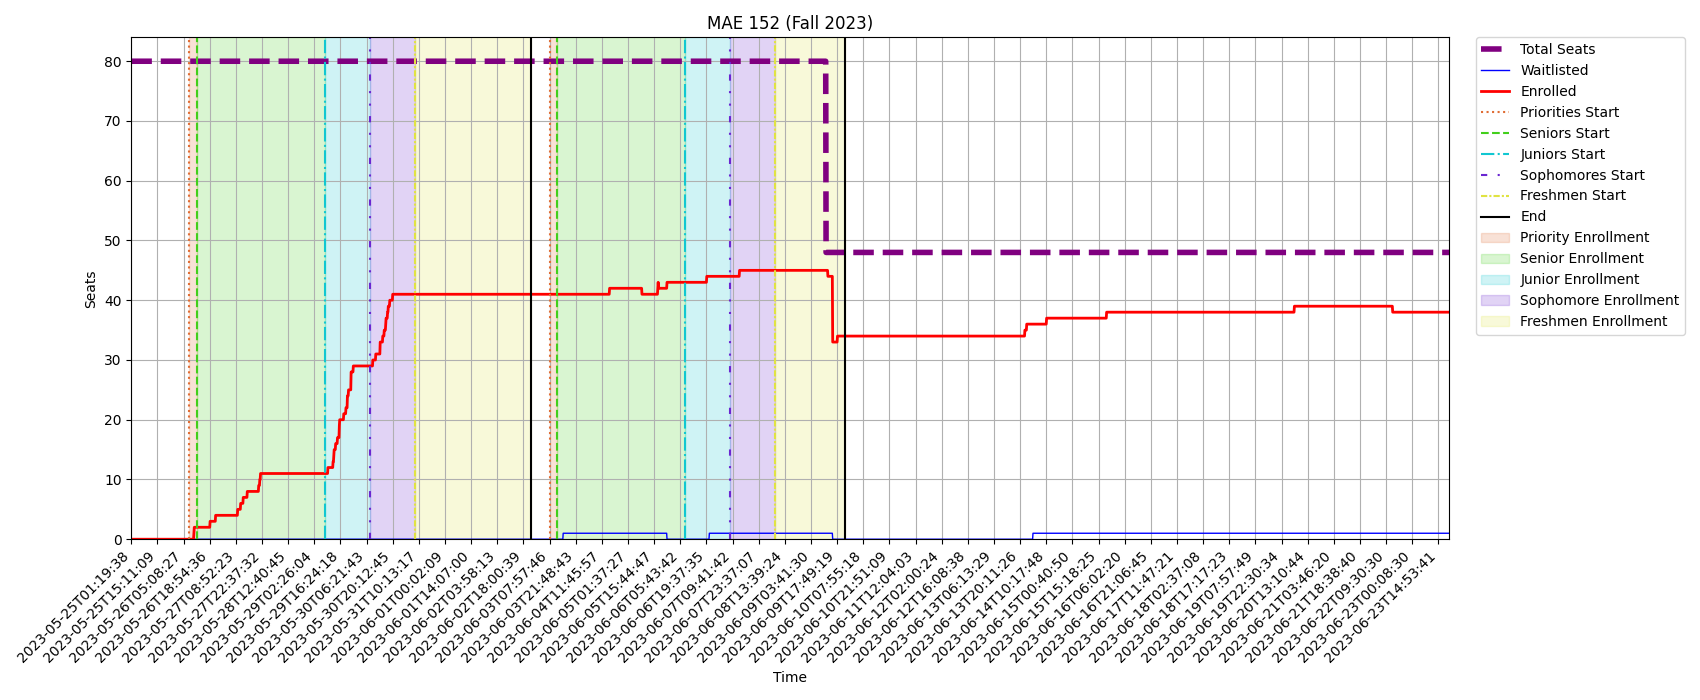 MAE 152 (Fall 2023)
Seats
80
70
60
50
40
30
20
10
0
2023-05-25T01:19:38
2023-05-25T15:11:09
2023-05-26T05:08:27
2023-05-26T18:54:36
2023-05-27T08:52:23
2023-05-27T22:37:32
2023-05-28T12:40:45
2023-05-29T02:26:04
2023-05-29T16:24:18
2023-05-30T06:21:43
2023-05-30T20:12:45
2023-05-31T10:13:17
2023-06-01T00:02:09
2023-06-01T14:07:00
2023-06-02T03:58:13
2023-06-02T18:00:39
2023-06-03T07:57:46
2023-06-03T21:48:43
2023-06-04T11:45:57
2023-06-05T01:37:27
2023-06-05T15:44:47
2023-06-06T05:43:42
2023-06-06T19:37:35
2023-06-07T09:41:42
2023-06-07T23:37:07
2023-06-08T13:39:24
2023-06-09T03:41:30
2023-06-09T17:49:19
2023-06-10T07:55:18
2023-06-10T21:51:09
2023-06-11T12:04:03
2023-06-12T02:00:24
2023-06-12T16:08:38
2023-06-13T06:13:29
2023-06-13T20:11:26
2023-06-14T10:17:48
2023-06-15T00:40:50
2023-06-15T15:18:25
2023-06-16T06:02:20
2023-06-16T21:06:45
2023-06-17T11:47:21
2023-06-18T02:37:08
2023-06-18T17:17:23
2023-06-19T07:57:49
2023-06-19T22:30:34
2023-06-20T13:10:44
2023-06-21T03:46:20
2023-06-21T18:38:40
2023-06-22T09:30:30
2023-06-23T00:08:30
2023-06-23T14:53:41
Time
Total Seats
Waitlisted
Enrolled
Priorities Start
Seniors Start
Juniors Start
Sophomores Start
Freshmen Start
End
Priority Enrollment
Senior Enrollment
Junior Enrollment
Sophomore Enrollment
Freshmen Enrollment